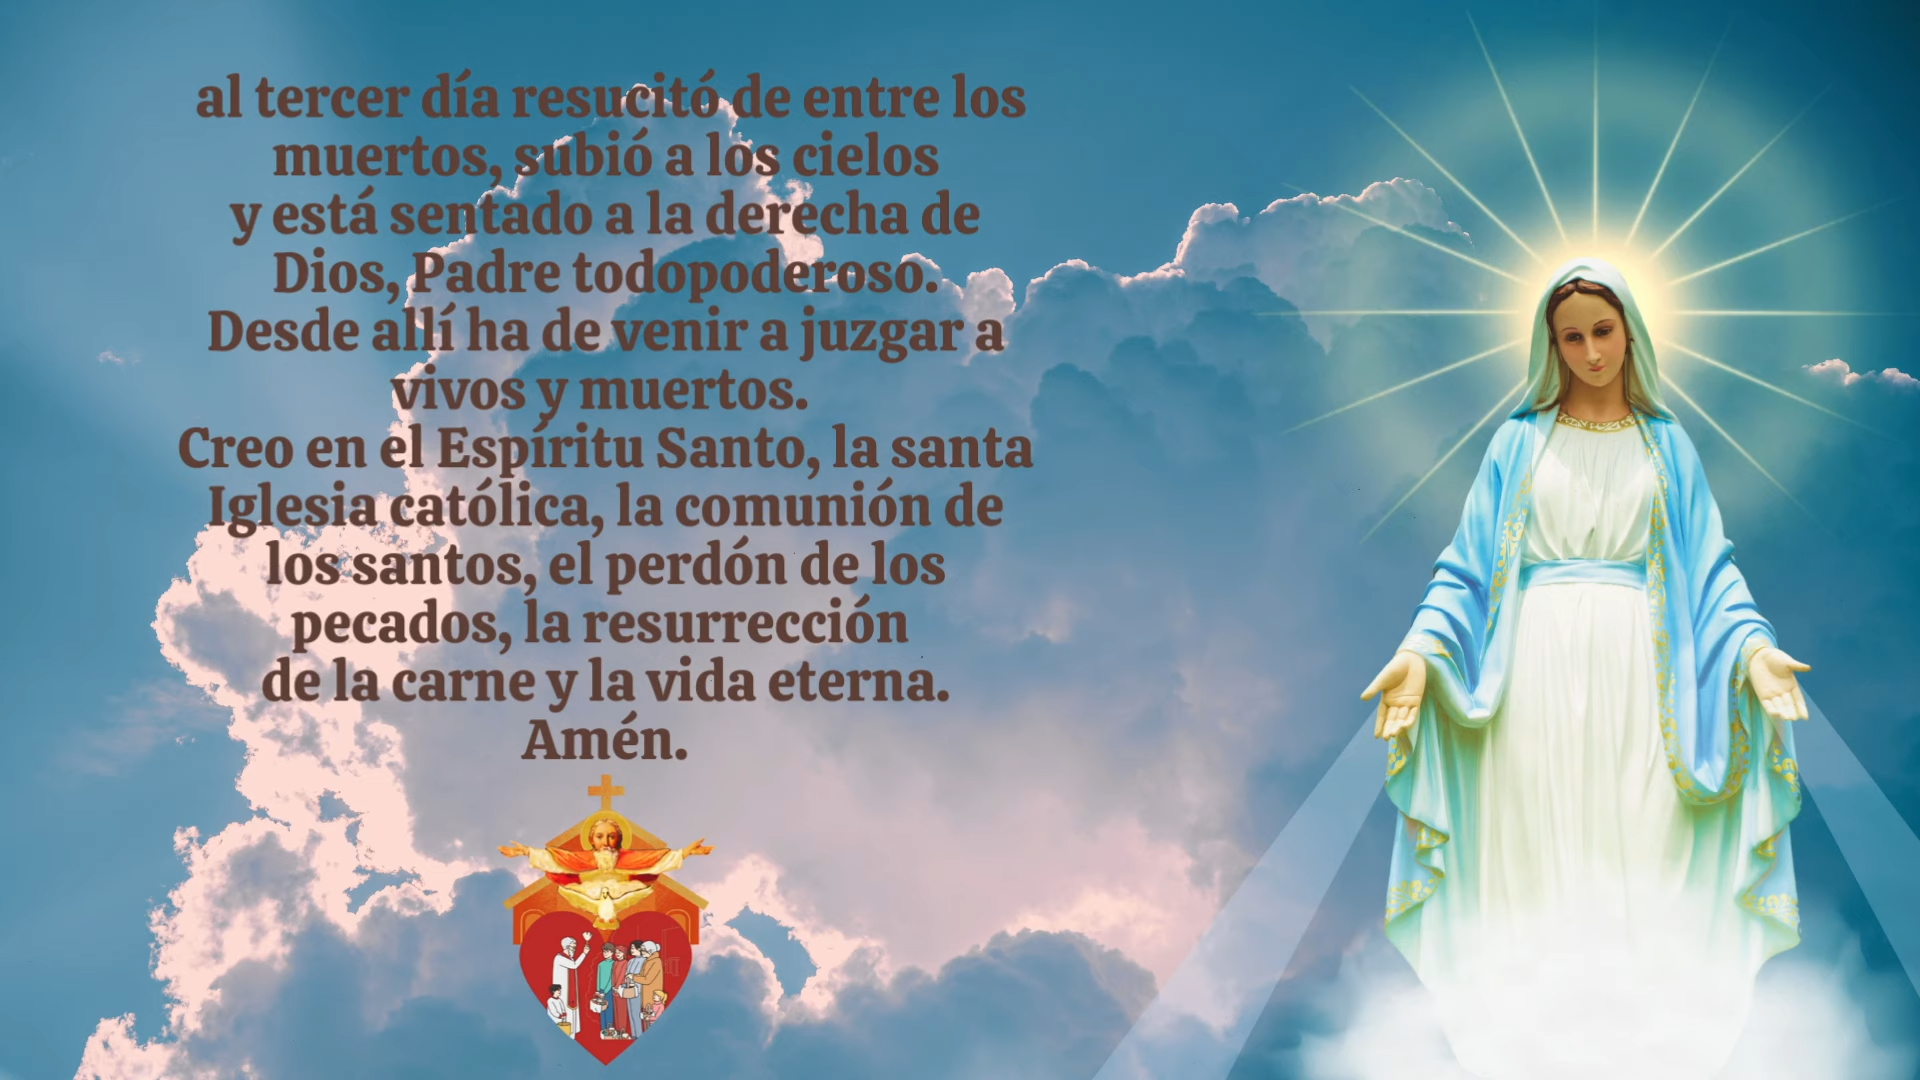 al tercer día resucitó de entre los
muertos, subió a los cielos
y está sentado a la derecha de
Dios, Padre todopoderoso.
Desde allí ha de venir a juzgar a
vivos y muertos.
Creo en el Espíritu Santo, la santa
Iglesia católica, la comunión de
los santos, el perdón de los
pecados, la resurrección
de la carne y la vida eterna.
Amén.